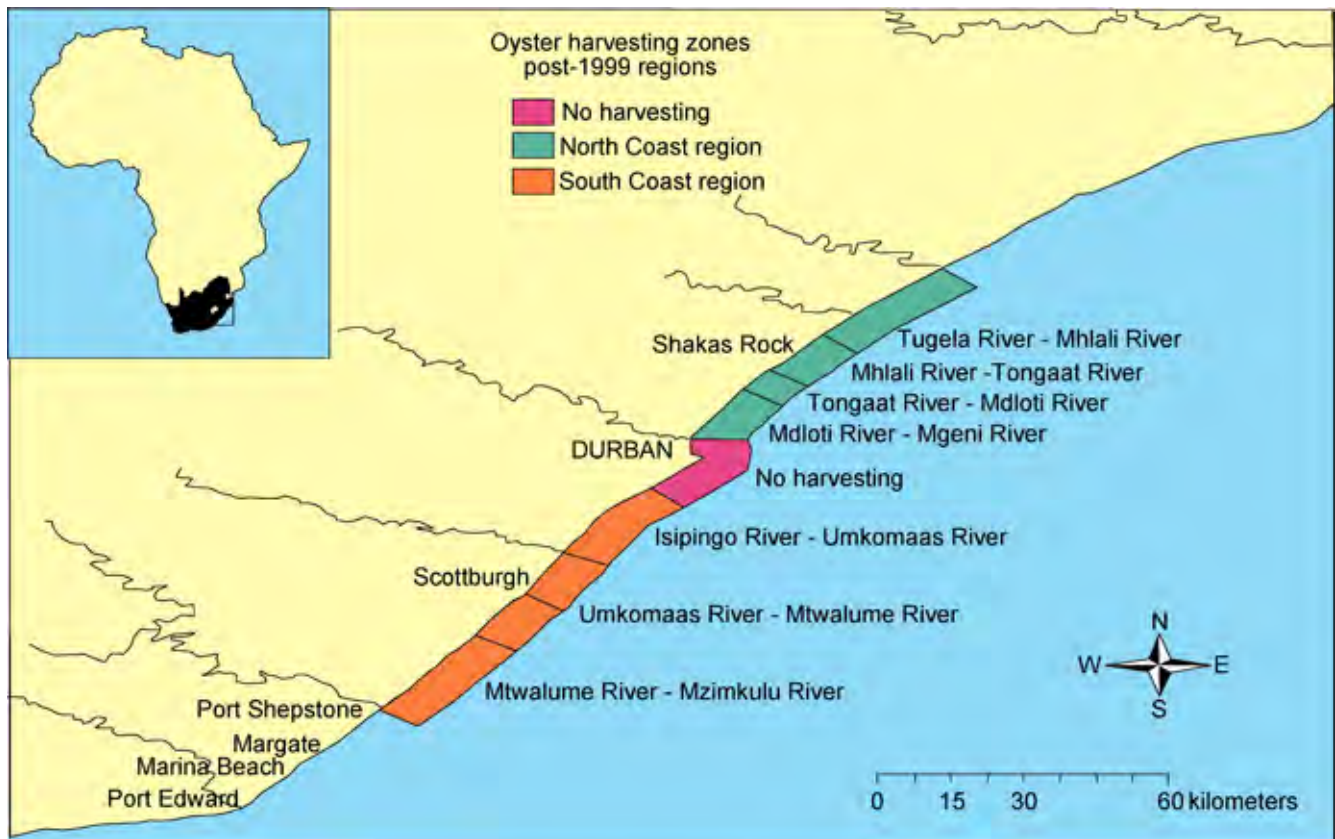 Oyster harvesting zones
post-1999 regions
No harvesting
North Coast region
South Coast region
Shakas Rock
Tugela River - Mhlali River
Mhlali River -Tongaat River
Tongaat River - Mdloti River
Mdloti River - Mgeni River
DURBAN
No harvesting
Isipingo River - Umkomaas River
Scottburgh
Umkomaas River - Mtwalume River
Mtwalume River - Mzimkulu River
Port Shepstone
Margate
Marina Beach
Port Edward
N
W
E
S
0 15 30 60 kilometers